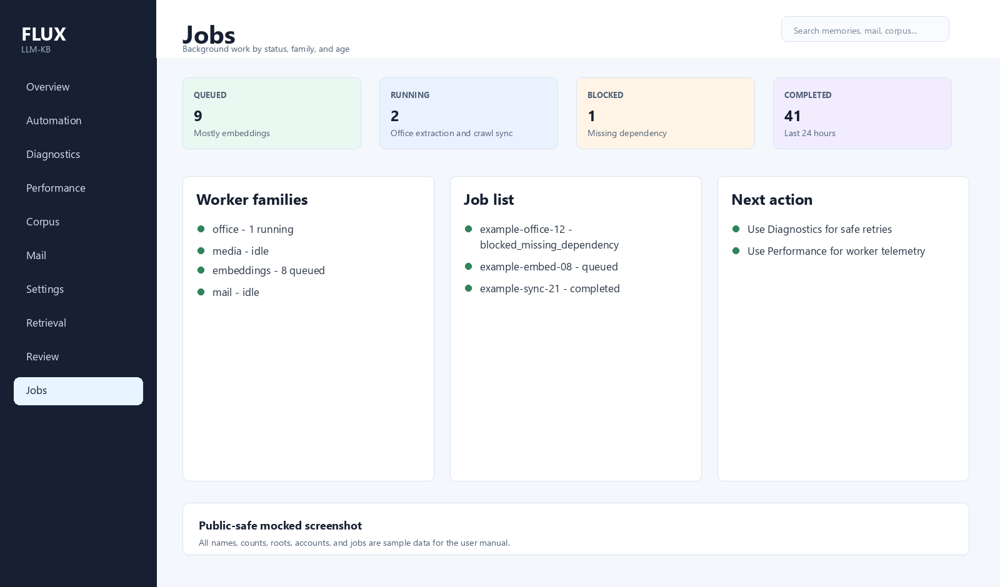 FLUX
LLM-KB
Overview
Automation
Diagnostics
Performance
Corpus
Mail
Settings
Retrieval
Review
Jobs
Jobs
Background work by status, family, and age
Search memories, mail, corpus...
QUEUED
9
Mostly embeddings
RUNNING
2
Office extraction and crawl sync
BLOCKED
1
Missing dependency
COMPLETED
41
Last 24 hours
Worker families
office - 1 running
media - idle
embeddings - 8 queued
mail - idle
Job list
example-office-12 -
blocked_missing_dependency
example-embed-08 - queued
example-sync-21 - completed
Next action
Use Diagnostics for safe retries
Use Performance for worker telemetry
Public-safe mocked screenshot
All names, counts, roots, accounts, and jobs are sample data for the user manual.